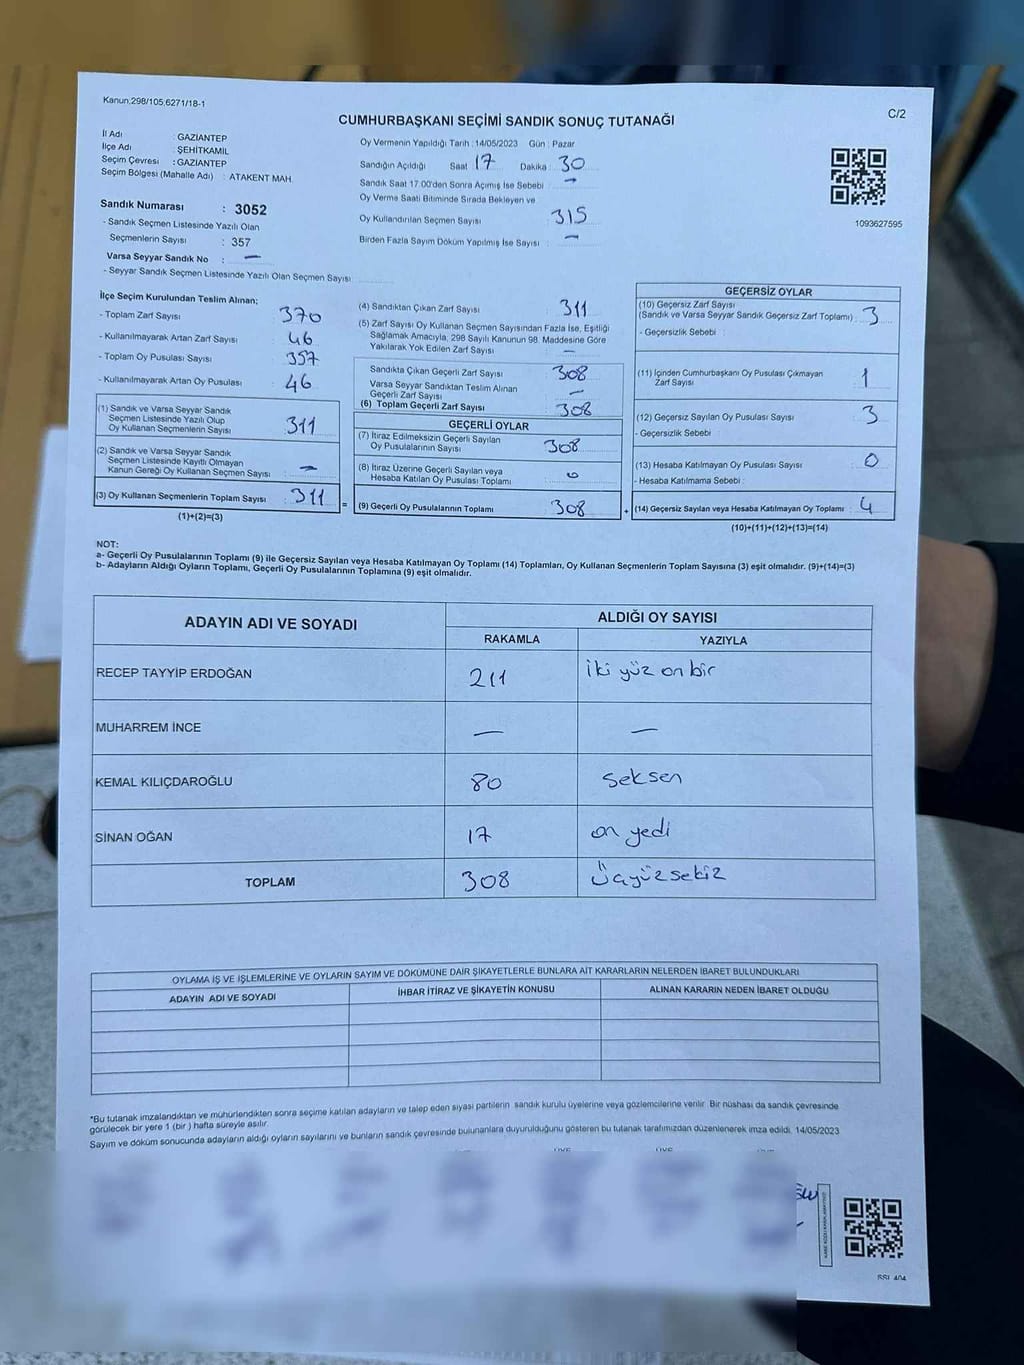 Kanun.298/105;6271/18-1
C/2
CUMHURBAŞKANI SEÇİMİ SANDIK SONUÇ TUTANAĞI
İl Adı : GAZİANTEP
İlçe Adı : ŞEHİTKAMİL
Seçim Çevresi : GAZİANTEP
Seçim Bölgesi (Mahalle Adı) : ATAKENT MAH.
Sandık Numarası : 3052
- Sandık Seçmen Listesinde Yazılı Olan
Seçmenlerin Sayısı : 357
Varsa Seyyar Sandık No : —
- Seyyar Sandık Seçmen Listesinde Yazılı Olan Seçmen Sayısı
Oy Vermenin Yapıldığı Tarih : 14/05/2023 Gün : Pazar
Sandığın Açıldığı Saat 17 Dakika 30
Sandık Saat 17.00'den Sonra Açımış İse Sebebi : —
Oy Verme Saati Bitiminde Sırada Bekleyen ve
Oy Kullandırılan Seçmen Sayısı : 315
Birden Fazla Sayım Döküm Yapılmış İse Sayısı : —
1093627595
İlçe Seçim Kurulundan Teslim Alınan;
- Toplam Zarf Sayısı : 370
- Kullanılmayarak Artan Zarf Sayısı : 46
- Toplam Oy Pusulası Sayısı : 357
- Kullanılmayarak Artan Oy Pusulası : 46
(1) Sandık ve Varsa Seyyar Sandık
Seçmen Listesinde Yazılı Olup
Oy Kullanan Seçmenlerin Sayısı : 311
(2) Sandık ve Varsa Seyyar Sandık
Seçmen Listesinde Kayıtlı Olmayan
Kanun Gereği Oy Kullanan Seçmen Sayısı : —
(3) Oy Kullanan Seçmenlerin Toplam Sayısı : 311
(1)+(2)=(3)
(4) Sandıktan Çıkan Zarf Sayısı : 311
(5) Zarf Sayısı Oy Kullanan Seçmen Sayısından Fazla İse, Eşitliği
Sağlamak Amacıyla; 298 Sayılı Kanunun 98. Maddesine Göre
Yakılarak Yok Edilen Zarf Sayısı : —
Sandıkta Çıkan Geçerli Zarf Sayısı : 308
Varsa Seyyar Sandıktan Teslim Alınan
Geçerli Zarf Sayısı : —
(6) Toplam Geçerli Zarf Sayısı : 308
GEÇERLİ OYLAR
(7) İtiraz Edilmeksizin Geçerli Sayılan
Oy Pusulalarının Sayısı : 308
(8) İtiraz Üzerine Geçerli Sayılan veya
Hesaba Katılan Oy Pusulası Toplamı : 0
= (9) Geçerli Oy Pusulalarının Toplamı : 308
GEÇERSİZ OYLAR
(10) Geçersiz Zarf Sayısı
(Sandık ve Varsa Seyyar Sandık Geçersiz Zarf Toplamı) : 3
- Geçersizlik Sebebi :
(11) İçinden Cumhurbaşkanı Oy Pusulası Çıkmayan
Zarf Sayısı : 1
(12) Geçersiz Sayılan Oy Pusulası Sayısı : 3
- Geçersizlik Sebebi :
(13) Hesaba Katılmayan Oy Pusulası Sayısı : 0
- Hesaba Katılmama Sebebi :
+ (14) Geçersiz Sayılan veya Hesaba Katılmayan Oy Toplamı : 4
(10)+(11)+(12)+(13)=(14)
NOT:
a- Geçerli Oy Pusulalarının Toplamı (9) ile Geçersiz Sayılan veya Hesaba Katılmayan Oy Toplamı (14) Toplamları, Oy Kullanan Seçmenlerin Toplam Sayısına (3) eşit olmalıdır. (9)+(14)=(3)
b- Adayların Aldığı Oyların Toplamı, Geçerli Oy Pusulalarının Toplamına (9) eşit olmalıdır.
ADAYIN ADI VE SOYADI ALDIĞI OY SAYISI
RAKAMLA YAZIYLA
RECEP TAYYİP ERDOĞAN 211 iki yüz on bir
MUHARREM İNCE — —
KEMAL KILIÇDAROĞLU 80 seksen
SİNAN OĞAN 17 on yedi
TOPLAM 308 Üçyüzsekiz
OYLAMA İŞ VE İŞLEMLERİNE VE OYLARIN SAYIM VE DÖKÜMÜNE DAİR ŞİKAYETLERLE BUNLARA AİT KARARLARIN NELERDEN İBARET BULUNDUKLARI
ADAYIN ADI VE SOYADI İHBAR İTİRAZ VE ŞİKAYETİN KONUSU ALINAN KARARIN NEDEN İBARET OLDUĞU
*Bu tutanak imzalandıktan ve mühürlendikten sonra seçime katılan adayların ve talep eden siyasi partilerin sandık kurulu üyelerine veya gözlemcilerine verilir. Bir nüshası da sandık çevresinde
görülecek bir yere 1 (bir ) hafta süreyle asılır.
Sayım ve döküm sonucunda adayların aldığı oyların sayılarını ve bunların sandık çevresinde bulunanlara duyurulduğunu gösteren bu tutanak tarafımızdan düzenlenerek imza edildi. 14/05/2023